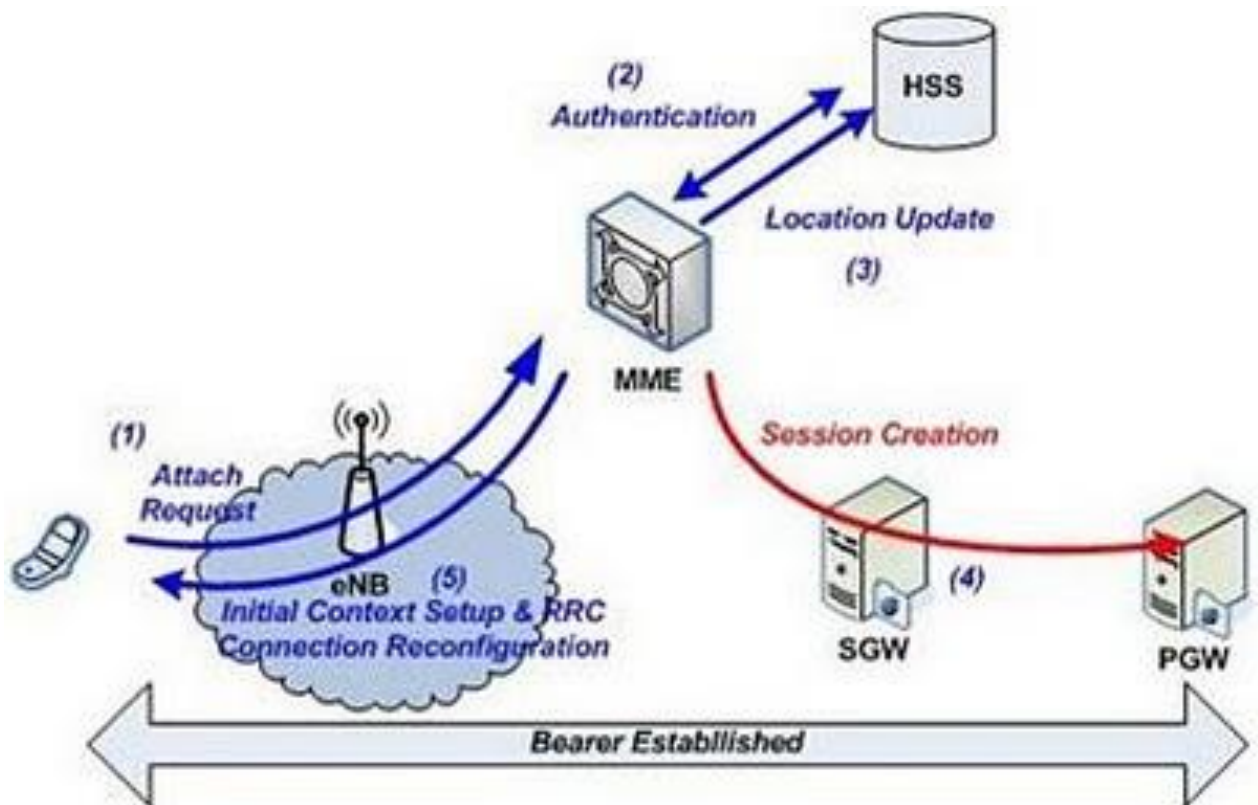 (2)
Authentication
HSS
Location Update
(3)
MME
(1)
Attach
Request
Session Creation
eNB
(5)
Initial Context Setup & RRC
Connection Reconfiguration
(4)
SGW
PGW
Bearer Establlished